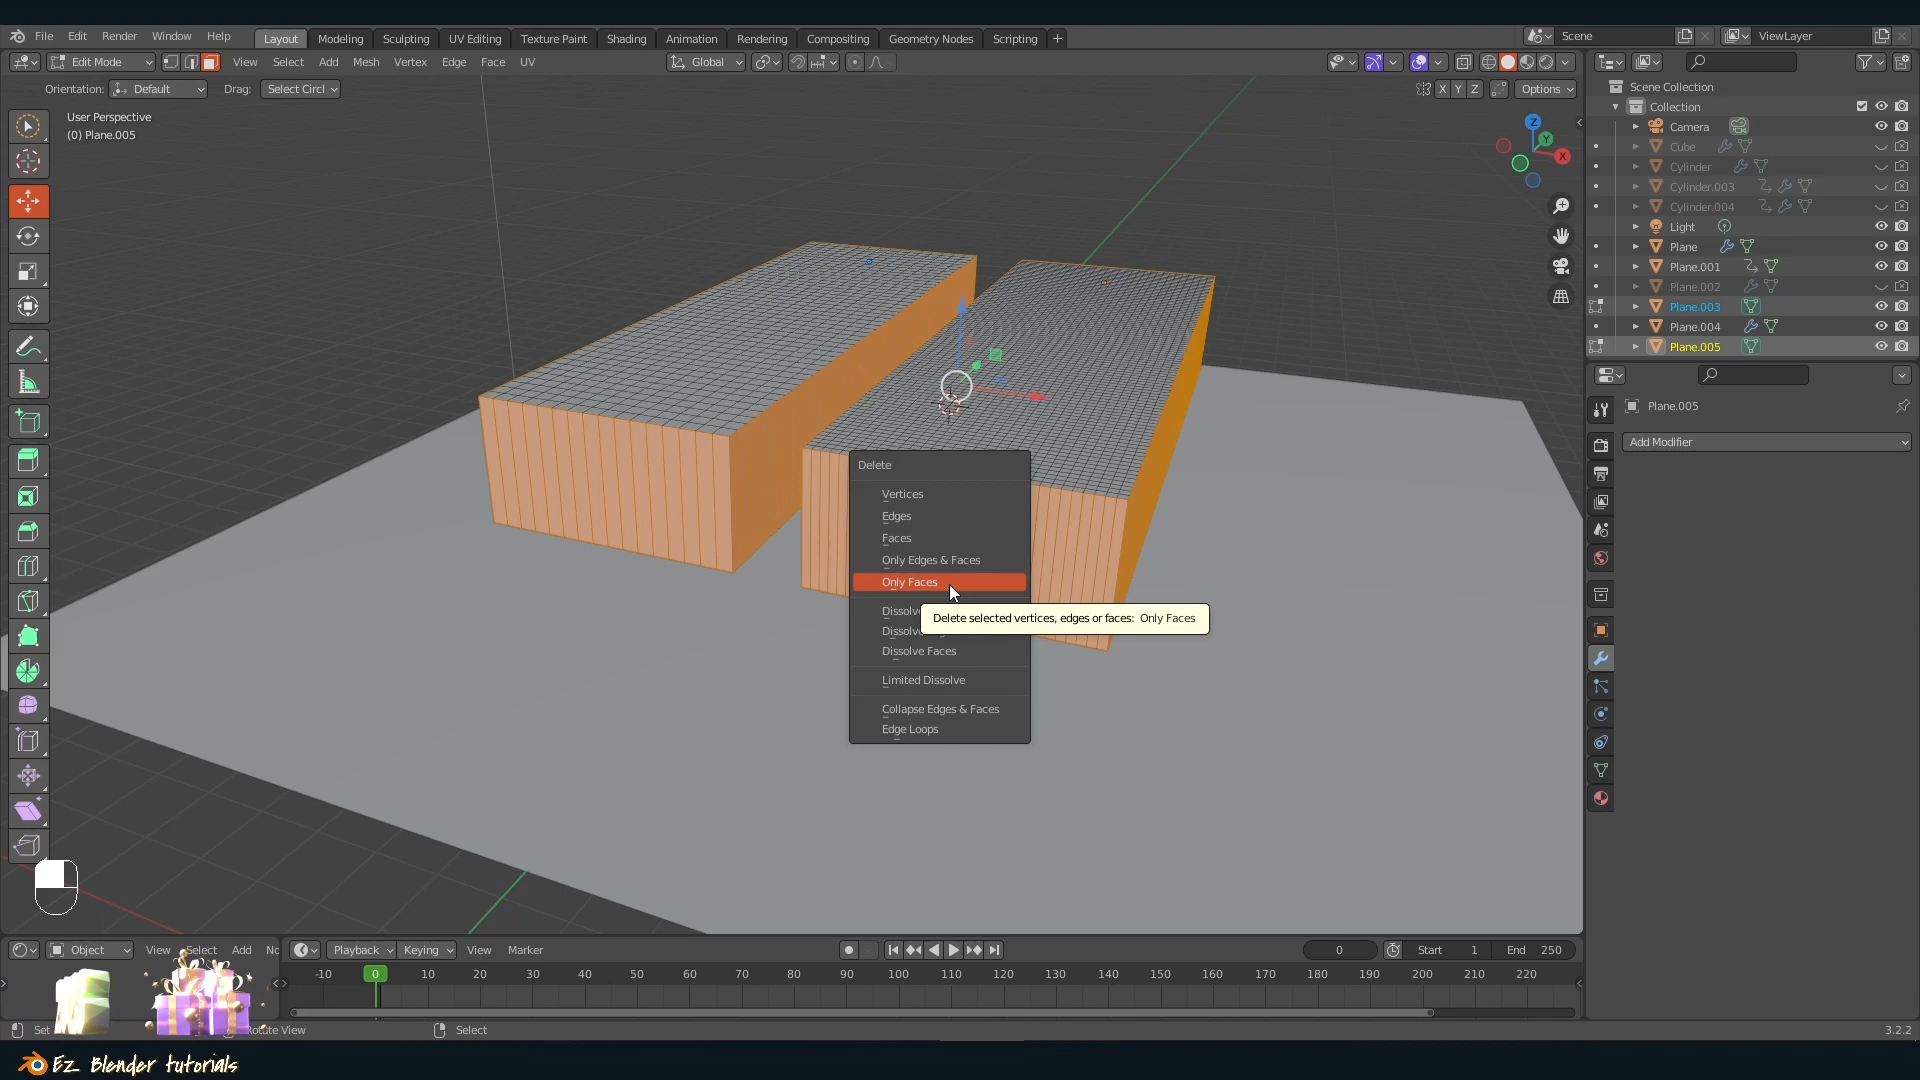 File Edit Render Window Help Layout Modeling Sculpting UV Editing Texture Paint Shading Animation Rendering Compositing Geometry Nodes Scripting + Scene ViewLayer
Edit Mode View Select Add Mesh Vertex Edge Face UV Global
Orientation: Default Drag: Select Circl X Y Z Options
User Perspective
(0) Plane.005
Z
Y
X
Scene Collection
Collection
Camera
Cube
Cylinder
Cylinder.003
Cylinder.004
Light
Plane
Plane.001
Plane.002
Plane.003
Plane.004
Plane.005
Plane.005
Add Modifier
Delete
Vertices
Edges
Faces
Only Edges & Faces
Only Faces
Delete selected vertices, edges or faces: Only Faces
Dissolve Faces
Limited Dissolve
Collapse Edges & Faces
Edge Loops
Object View Select Add Playback Keying View Marker 0 Start 1 End 250
-10 0 10 20 30 40 50 60 70 80 90 100 110 120 130 140 150 160 170 180 190 200 210 220
Set Rotate View Select 3.2.2
Ez Blender tutorials